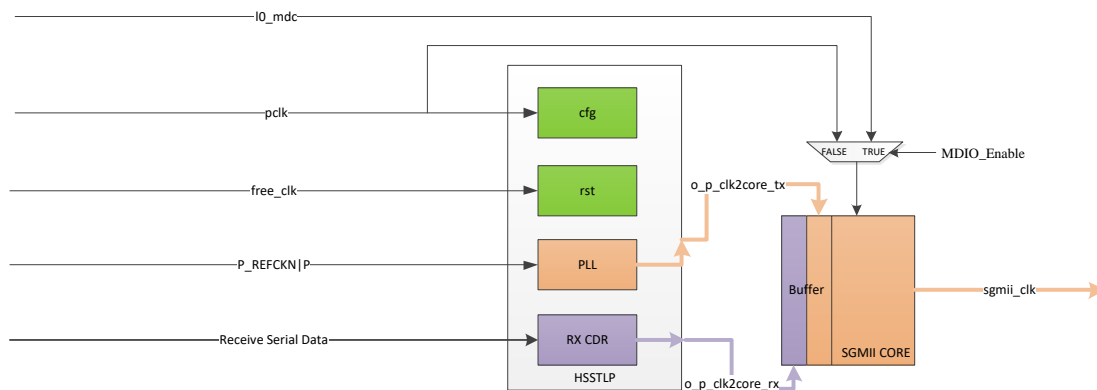 l0_mdc
pclk
cfg
FALSE TRUE
MDIO_Enable
free_clk
rst
o_p_clk2core_tx
P_REFCKN|P
PLL
Buffer
sgmii_clk
Receive Serial Data
RX CDR
SGMII CORE
HSSTLP
o_p_clk2core_rx